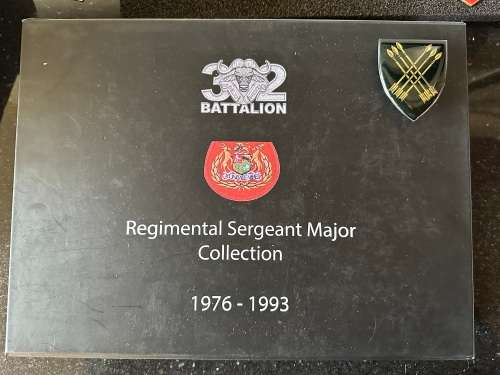 32
BATTALION
Regimental Sergeant Major
Collection
1976 - 1993